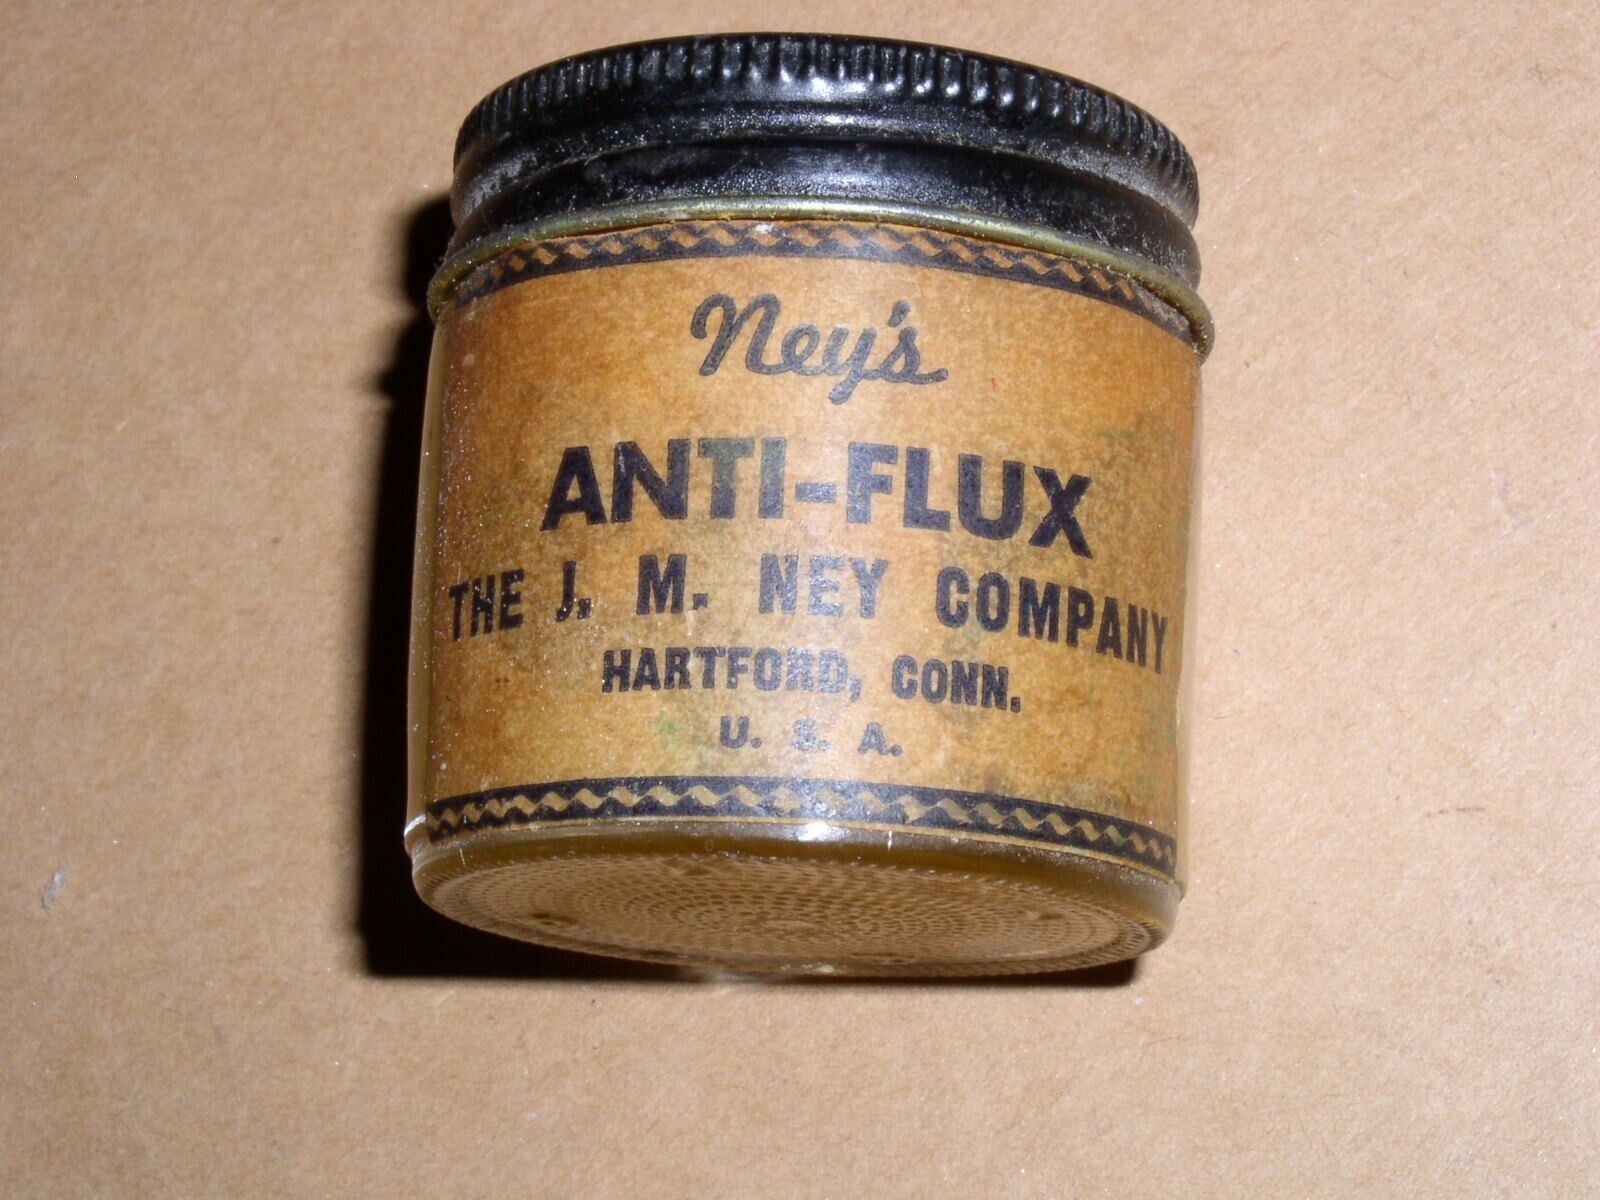 Ney's
ANTI-FLUX
THE J. M. NEY COMPANY
HARTFORD, CONN.
U. S. A.